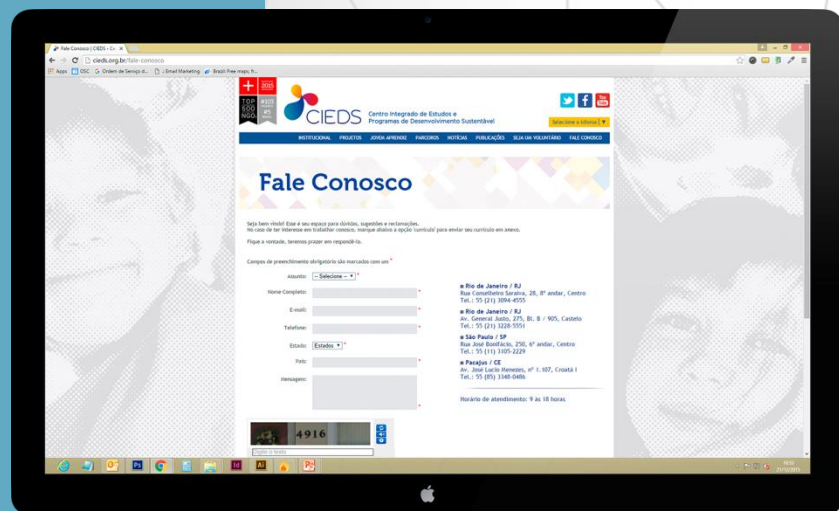 Fale Conosco | CIEDS - Ce
cieds.org.br/fale-conosco
Apps
OSC
Ordem de Serviço d...
:: Email Marketing
Brazil: Free maps, fr...
2015
TOP 500 NGO
#5
CIEDS
Centro Integrado de Estudos e
Programas de Desenvolvimento Sustentável
You Tube
Selecione o idioma
INSTITUCIONAL PROJETOS JOVEM APRENDIZ PARCEIROS NOTÍCIAS PUBLICAÇÕES SEJA UM VOLUNTÁRIO FALE CONOSCO
Fale Conosco
Seja bem vindo! Esse é seu espaço para dúvidas, sugestões e reclamações.
No caso de ter interesse em trabalhar conosco, marque abaixo a opção 'currículo' para enviar seu currículo em anexo.
Fique a vontade, teremos prazer em respondê-lo.
Campos de preenchimento obrigatório são marcados com um *
Assunto: -- Selecione -- *
Nome Completo: *
E-mail: *
Telefone: *
Estado: Estados *
País: *
Mensagem: *
Rio de Janeiro / RJ
Rua Conselheiro Saraiva, 28, 8º andar, Centro
Tel.: 55 (21) 3094-4555
Rio de Janeiro / RJ
Av. General Justo, 275, Bl. B / 905, Castelo
Tel.: 55 (21) 3228-5551
São Paulo / SP
Rua José Bonifácio, 250, 6º andar, Centro
Tel.: 55 (11) 3105-2229
Pacajus / CE
Av. José Lucio Menezes, nº 1.107, Croatá I
Tel.: 55 (85) 3348-0486
Horário de atendimento: 9 às 18 horas
4916
Digite o texto
Ps
Id
Ai